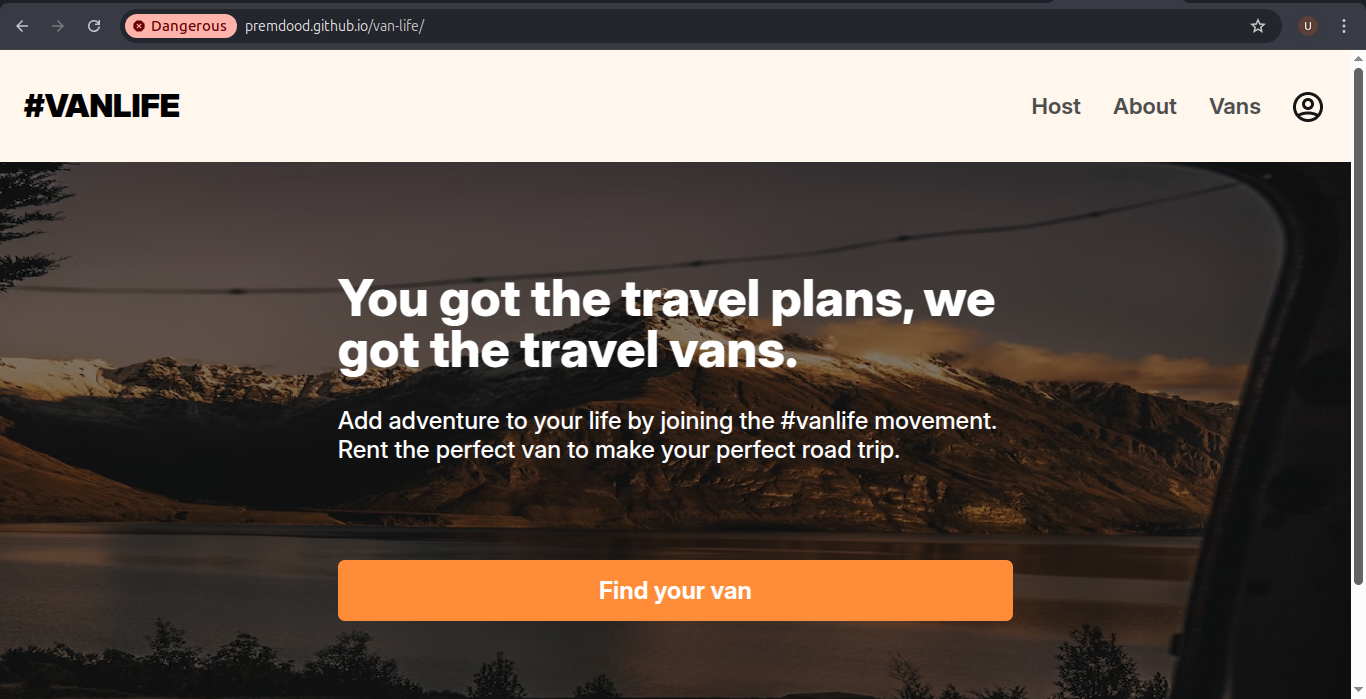 Dangerous premdood.github.io/van-life/ U
#VANLIFE Host About Vans
You got the travel plans, we
got the travel vans.
Add adventure to your life by joining the #vanlife movement.
Rent the perfect van to make your perfect road trip.
Find your van